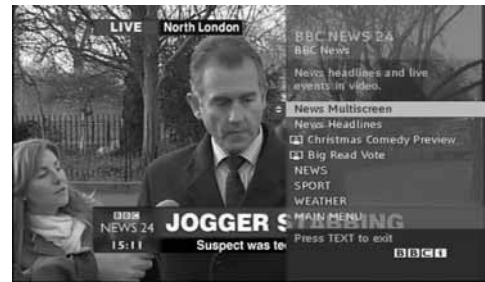 LIVE North London
BBC NEWS 24
BBC News
News headlines and live
events in video.
News Multiscreen
News Headlines
Christmas Comedy Preview..
Big Read Vote
NEWS
SPORT
WEATHER
MAIN MENU
Press TEXT to exit
BBC 1
BBC
NEWS 24
15:11
JOGGER STABBING
Suspect was te